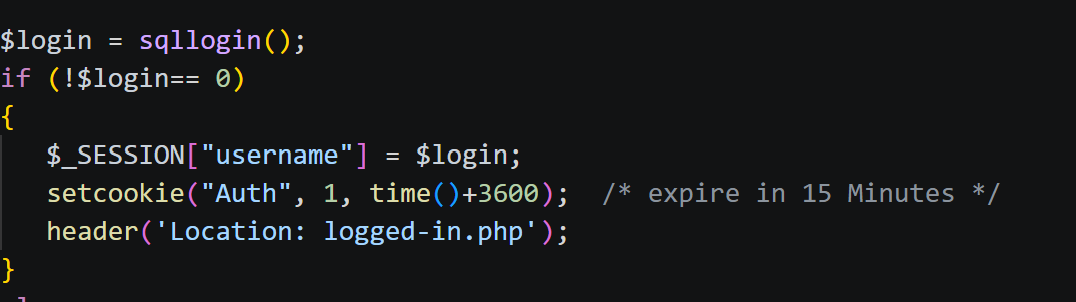 $login = sqllogin();
if (!$login== 0)
{
$_SESSION["username"] = $login;
setcookie("Auth", 1, time()+3600);  /* expire in 15 Minutes */
header('Location: logged-in.php');
}